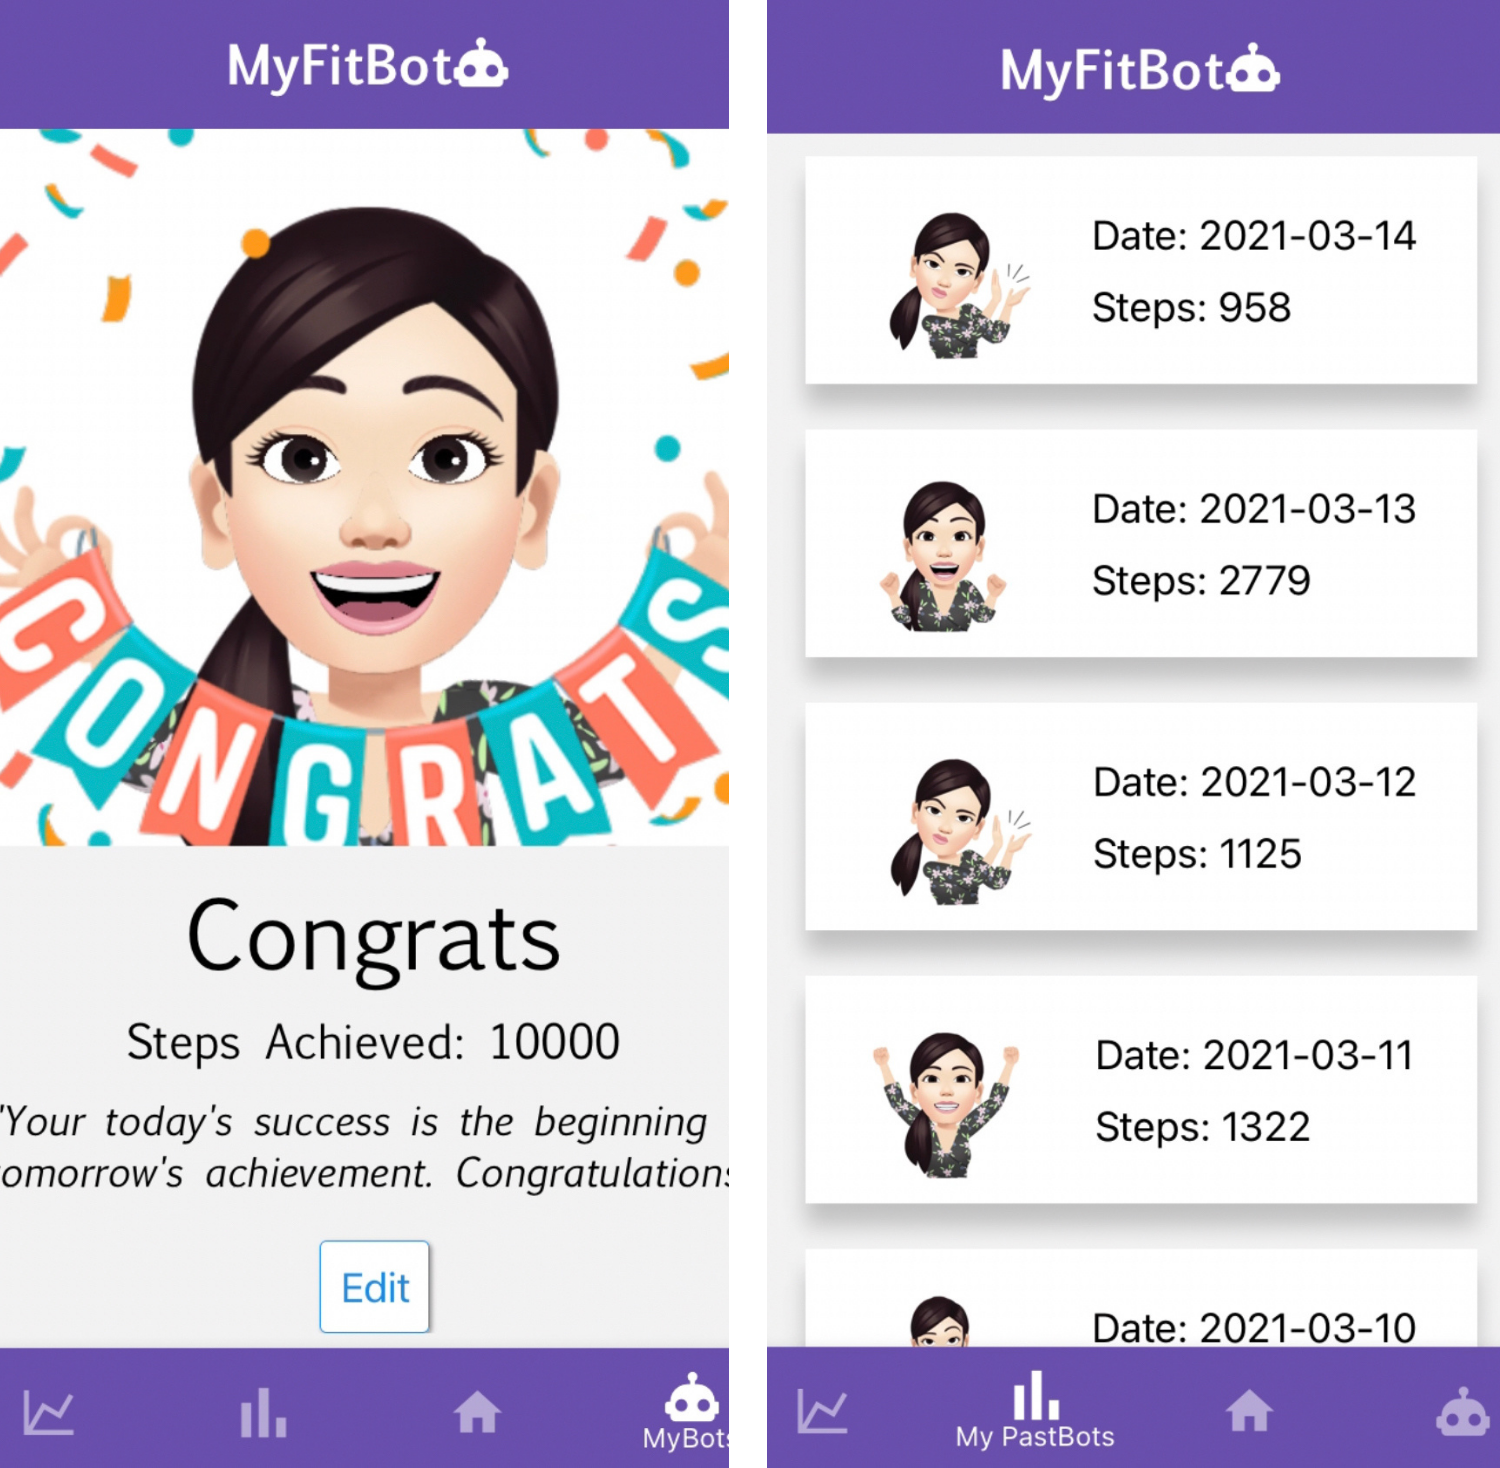 MyFitBot
CONGRATS
Congrats
Steps Achieved: 10000
"Your today's success is the beginning
omorrow's achievement. Congratulations
Edit
MyBots
MyFitBot
Date: 2021-03-14
Steps: 958
Date: 2021-03-13
Steps: 2779
Date: 2021-03-12
Steps: 1125
Date: 2021-03-11
Steps: 1322
Date: 2021-03-10
My PastBots